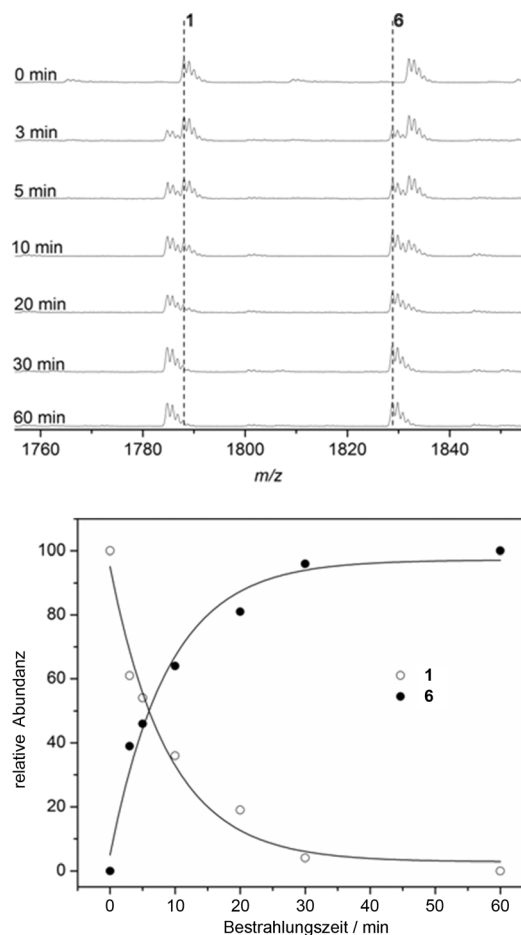 1 6
0 min
3 min
5 min
10 min
20 min
30 min
60 min
1760 1780 1800 1820 1840
m/z
100
80
60
40
20
0
1
6
relative Abundanz
0 10 20 30 40 50 60
Bestrahlungszeit / min